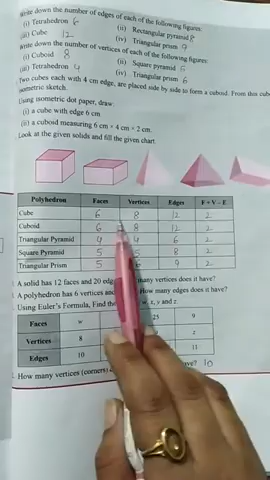 Write down the number of edges of each of the following figures:
(i) Tetrahedron 6 (ii) Rectangular pyramid 8
(iii) Cube 12 (iv) Triangular prism 9
Write down the number of vertices of each of the following figures:
(i) Cuboid 8 (ii) Square pyramid 5
(iii) Tetrahedron 4 (iv) Triangular prism 6
Two cubes each with 4 cm edge, are placed side by side to form a cuboid. From this cub
isometric sketch.
Using isometric dot paper, draw:
(i) a cube with edge 6 cm
(ii) a cuboid measuring 6 cm × 4 cm × 2 cm.
Look at the given solids and fill the given chart.
Polyhedron Faces Vertices Edges F + V – E
Cube 6 8 12 2
Cuboid 6 8 12 2
Triangular Pyramid 4 4 6 2
Square Pyramid 5 5 8 2
Triangular Prism 5 6 9 2
A solid has 12 faces and 20 edg many vertices does it have?
A polyhedron has 6 vertices and How many edges does it have?
Using Euler's Formula, Find the w, x, y and z.
Faces w 25 9
Vertices 8 z
Edges 10 11
How many vertices (corners) have? 10